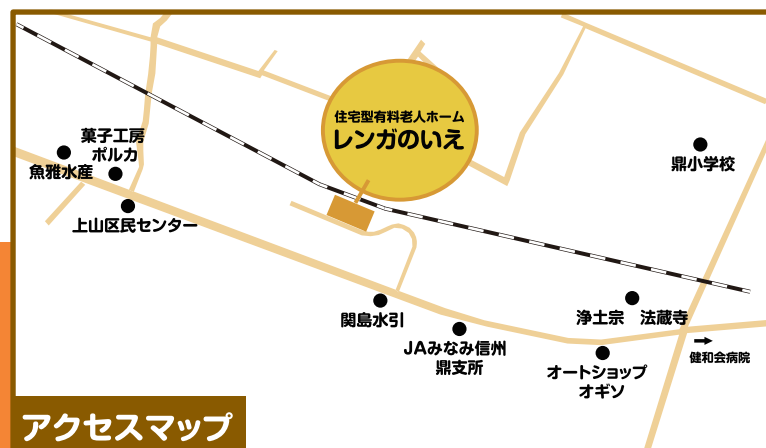 住宅型有料老人ホーム
レンガのいえ
菓子工房
ポルカ
魚雅水産
上山区民センター
鼎小学校
関島水引
JAみなみ信州
鼎支所
浄土宗 法蔵寺
オートショップ
オギソ
→
健和会病院
アクセスマップ